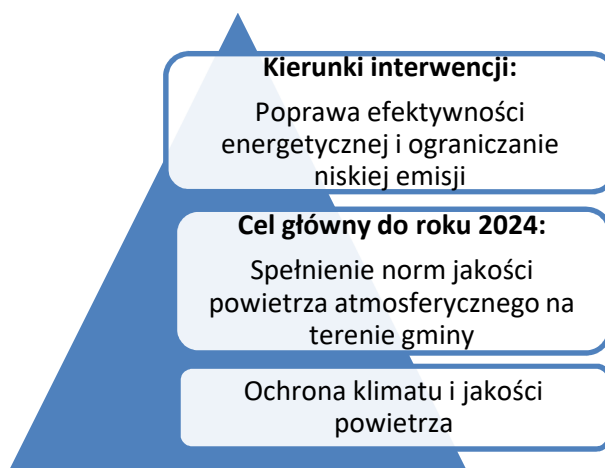 Kierunki interwencji:
Poprawa efektywności
energetycznej i ograniczanie
niskiej emisji
Cel główny do roku 2024:
Spełnienie norm jakości
powietrza atmosferycznego na
terenie gminy
Ochrona klimatu i jakości
powietrza